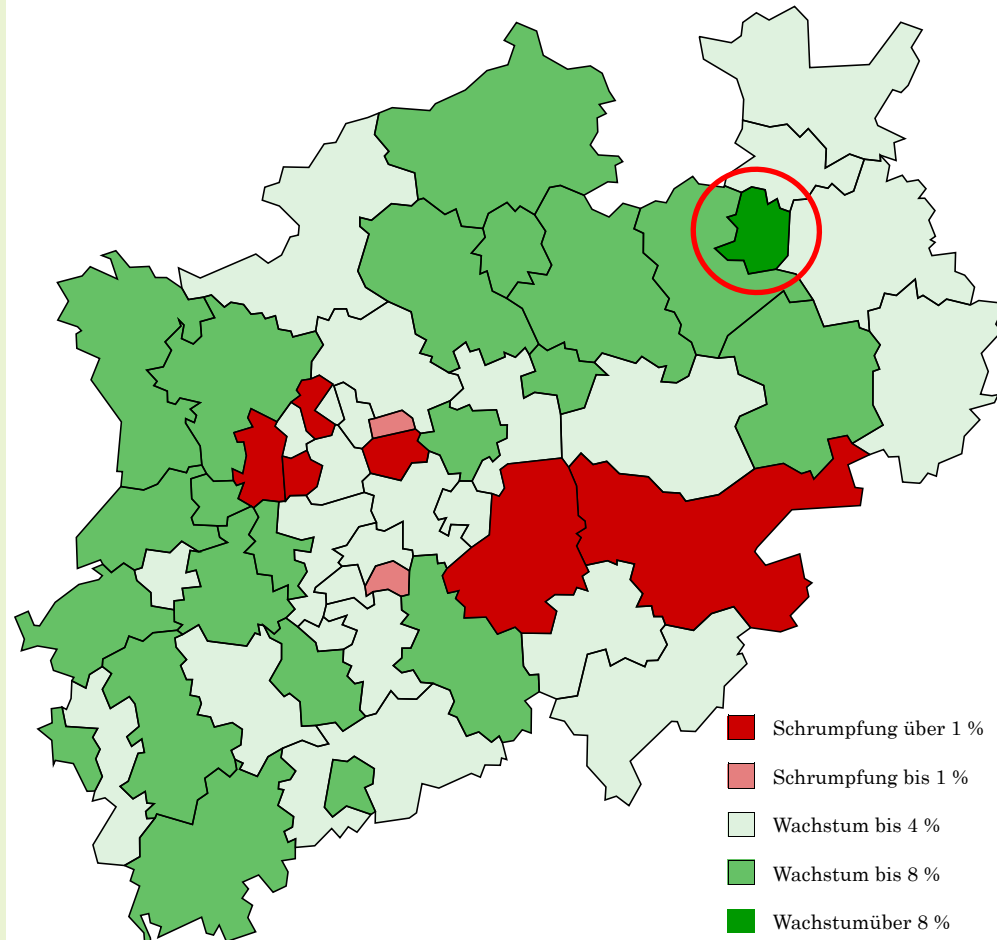 Schrumpfung über 1 %
Schrumpfung bis 1 %
Wachstum bis 4 %
Wachstum bis 8 %
Wachstumüber 8 %